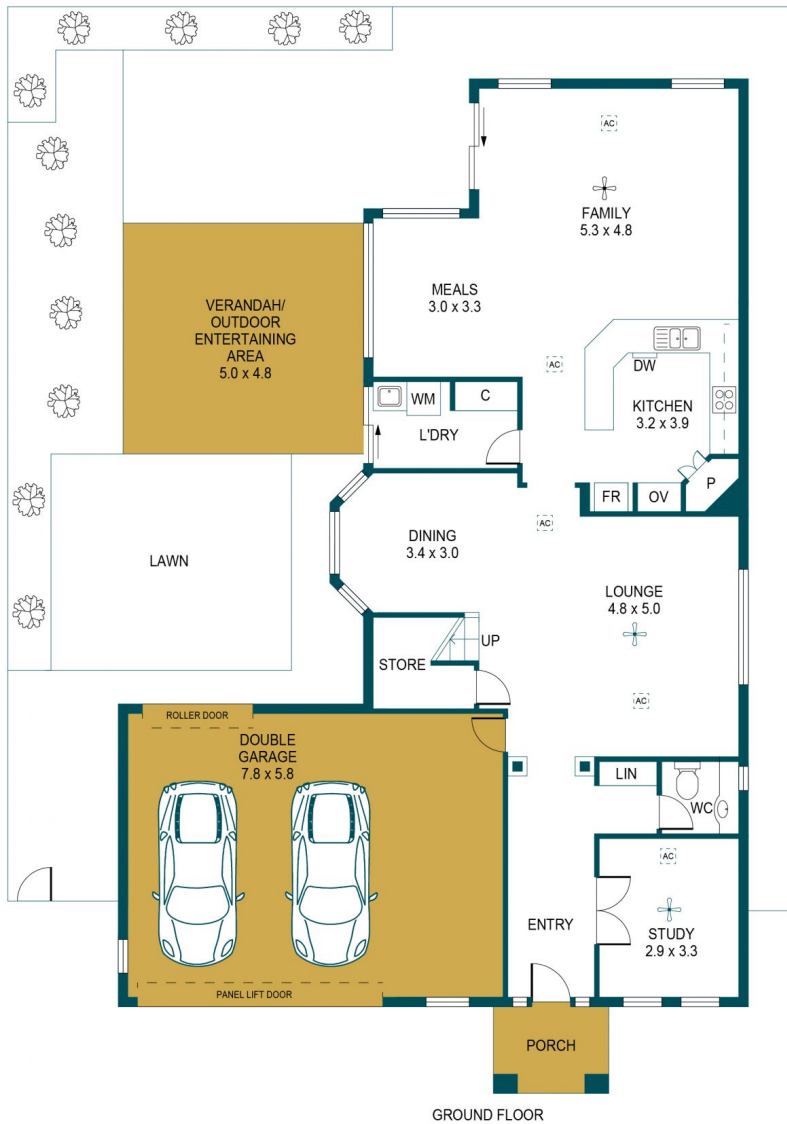 AC
FAMILY
5.3 x 4.8
MEALS
3.0 x 3.3
VERANDAH/
OUTDOOR
ENTERTAINING
AREA
5.0 x 4.8
AC
DW
KITCHEN
3.2 x 3.9
WM
C
L'DRY
P
FR
OV
AC
DINING
3.4 x 3.0
LAWN
LOUNGE
4.8 x 5.0
UP
STORE
AC
ROLLER DOOR
DOUBLE
GARAGE
7.8 x 5.8
LIN
WC
AC
ENTRY
STUDY
2.9 x 3.3
PANEL LIFT DOOR
PORCH
GROUND FLOOR